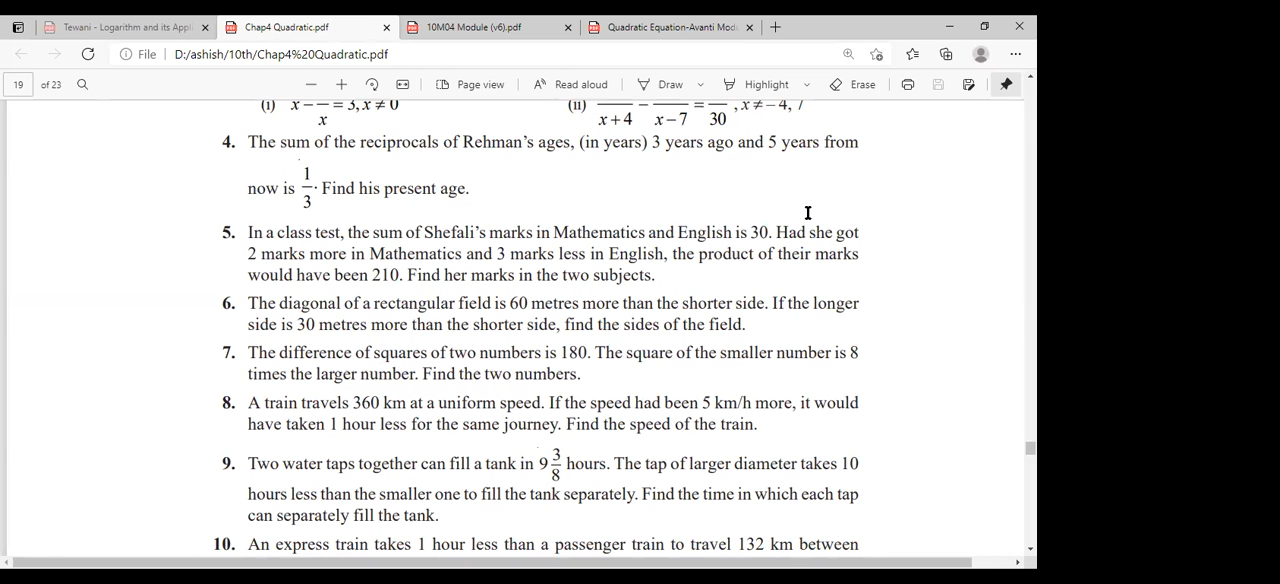 Tewani - Logarithm and its Appli
Chap4 Quadratic.pdf
10M04 Module (v6).pdf
Quadratic Equation-Avanti Mod
File D:/ashish/10th/Chap4%20Quadratic.pdf
19 of 23
Page view
Read aloud
Draw
Highlight
Erase
(i) x − — = 3, x ≠ 0
x
(ii) — − — = — , x ≠ − 4, 7
x + 4 x − 7 30
4. The sum of the reciprocals of Rehman's ages, (in years) 3 years ago and 5 years from
now is 1/3. Find his present age.
5. In a class test, the sum of Shefali's marks in Mathematics and English is 30. Had she got
2 marks more in Mathematics and 3 marks less in English, the product of their marks
would have been 210. Find her marks in the two subjects.
6. The diagonal of a rectangular field is 60 metres more than the shorter side. If the longer
side is 30 metres more than the shorter side, find the sides of the field.
7. The difference of squares of two numbers is 180. The square of the smaller number is 8
times the larger number. Find the two numbers.
8. A train travels 360 km at a uniform speed. If the speed had been 5 km/h more, it would
have taken 1 hour less for the same journey. Find the speed of the train.
9. Two water taps together can fill a tank in 9 3/8 hours. The tap of larger diameter takes 10
hours less than the smaller one to fill the tank separately. Find the time in which each tap
can separately fill the tank.
10. An express train takes 1 hour less than a passenger train to travel 132 km between